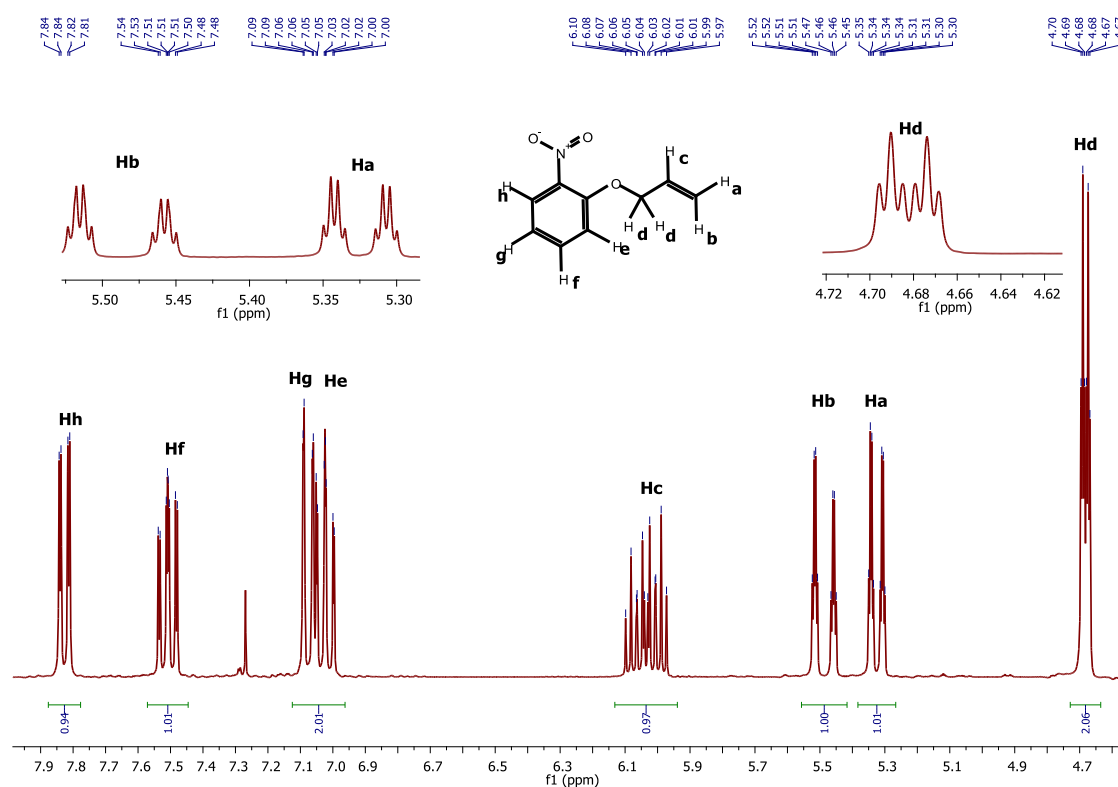 7.84 7.84 7.82 7.81 7.54 7.53 7.51 7.51 7.51 7.50 7.48 7.48 7.09 7.09 7.06 7.06 7.05 7.05 7.03 7.02 7.02 7.00 7.00 6.10 6.08 6.07 6.06 6.05 6.04 6.03 6.02 6.01 6.01 5.99 5.97 5.52 5.52 5.51 5.51 5.47 5.46 5.46 5.45 5.35 5.34 5.34 5.34 5.31 5.31 5.30 5.30 4.70 4.69 4.68 4.68 4.67
Hb
Ha
5.50 5.45 5.40 5.35 5.30
f1 (ppm)
O- O
N+
H c
h H O H a
H H H
d d b
g H H e
H f
Hd
4.72 4.70 4.68 4.66 4.64 4.62
f1 (ppm)
Hd
Hh
Hf
Hg He
Hc
Hb Ha
0.94 1.01 2.01 0.97 1.00 1.01 2.06
7.9 7.8 7.7 7.6 7.5 7.4 7.3 7.2 7.1 7.0 6.9 6.7 6.5 6.3 6.1 5.9 5.7 5.5 5.3 5.1 4.9 4.7
f1 (ppm)